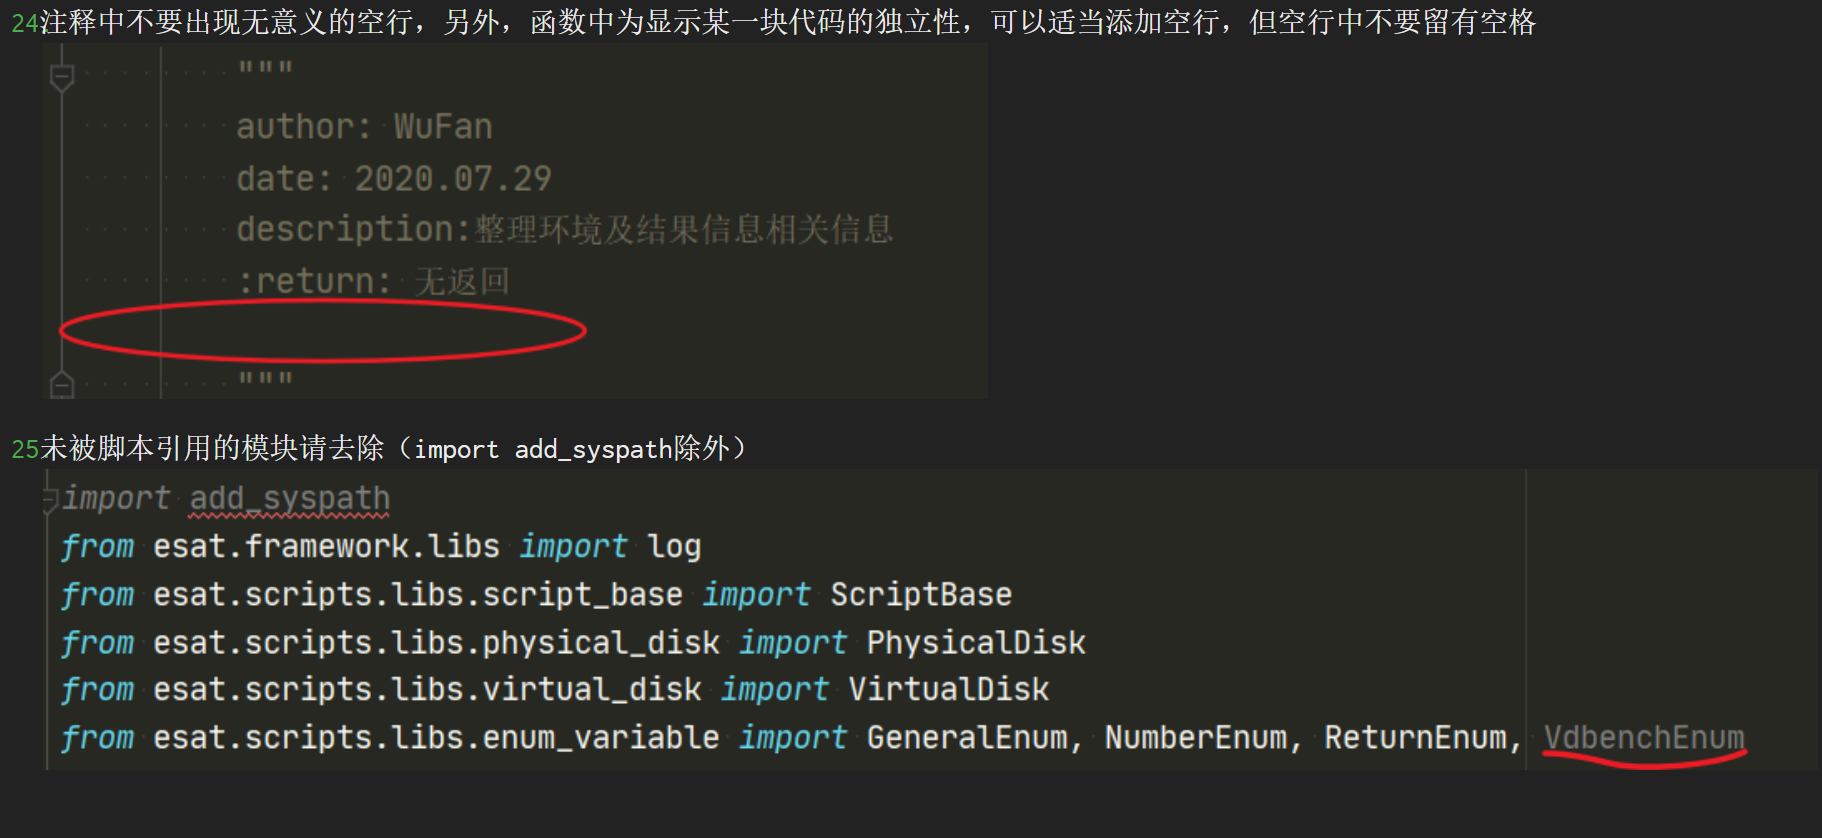 24注释中不要出现无意义的空行，另外，函数中为显示某一块代码的独立性，可以适当添加空行，但空行中不要留有空格
"""
author: WuFan
date: 2020.07.29
description:整理环境及结果信息相关信息
:return: 无返回
"""
25未被脚本引用的模块请去除（import add_syspath除外）
import add_syspath
from esat.framework.libs import log
from esat.scripts.libs.script_base import ScriptBase
from esat.scripts.libs.physical_disk import PhysicalDisk
from esat.scripts.libs.virtual_disk import VirtualDisk
from esat.scripts.libs.enum_variable import GeneralEnum, NumberEnum, ReturnEnum, VdbenchEnum